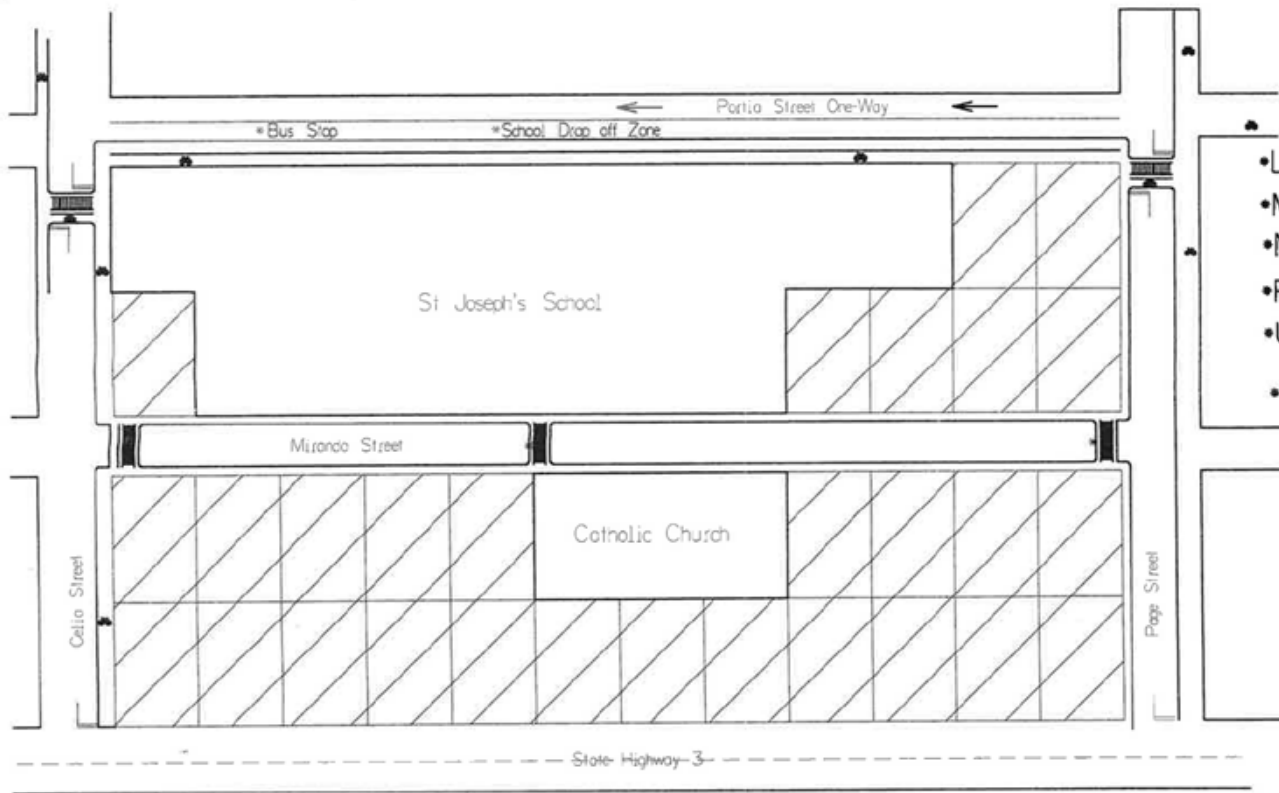 Portia Street One-Way
*Bus Stop
*School Drop off Zone
St Joseph's School
Miranda Street
Catholic Church
Celia Street
Page Street
State Highway 3